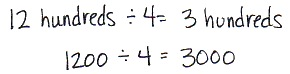 12 hundreds ÷ 4 = 3 hundreds
1200 ÷ 4 = 3000